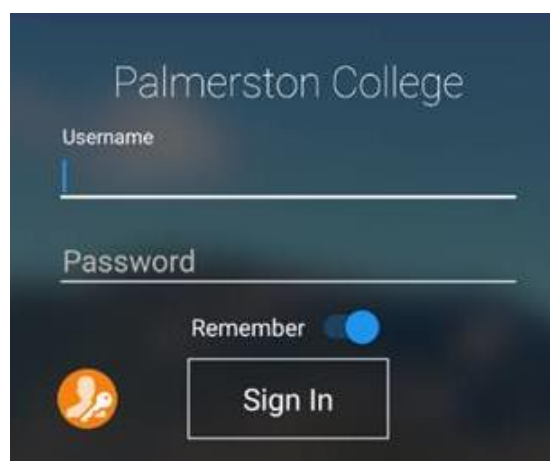 Palmerston College
Username
Password
Remember
Sign In